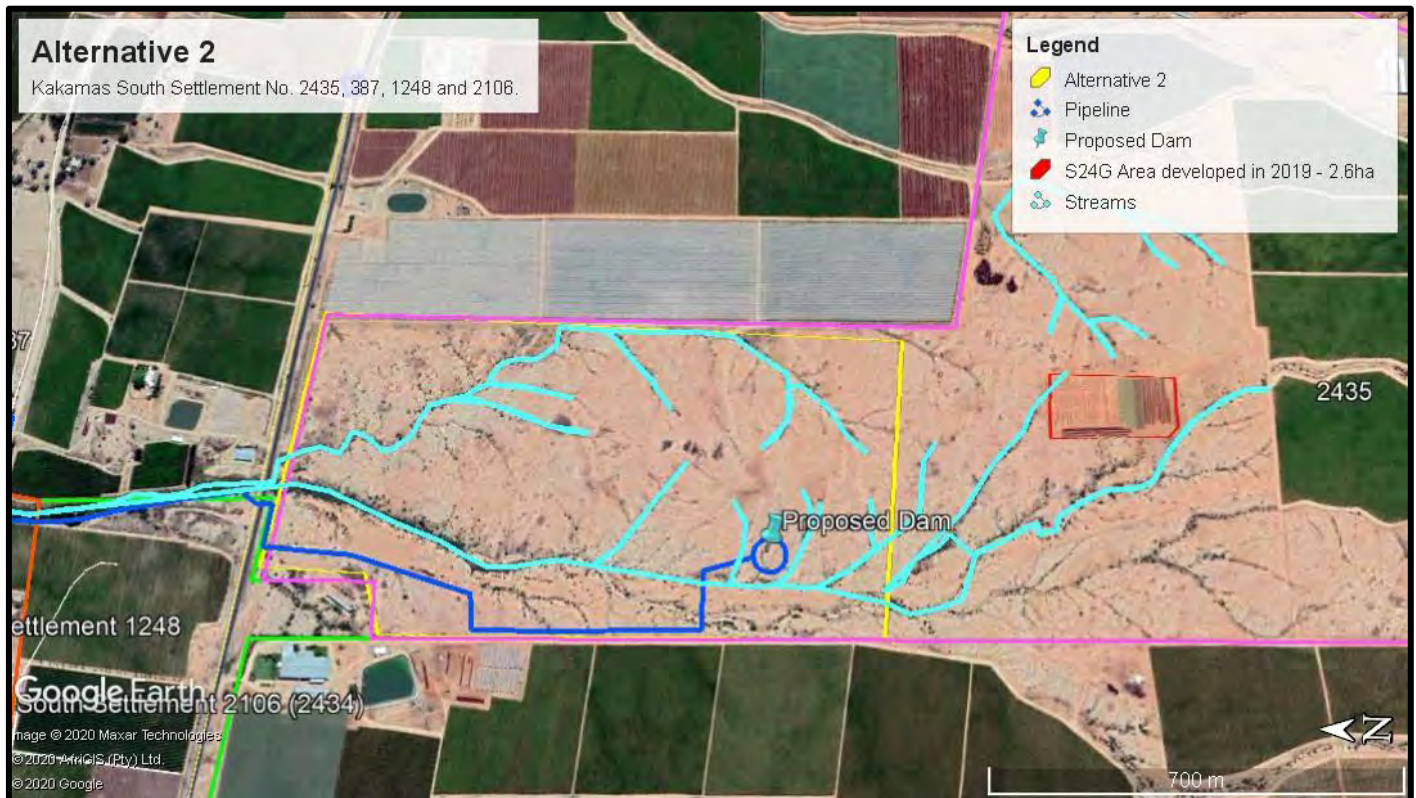 Alternative 2
Kakamas South Settlement No. 2435, 387, 1248 and 2106.
Legend
Alternative 2
Pipeline
Proposed Dam
S24G Area developed in 2019 - 2.6ha
Streams
2435
Proposed Dam
ettlement 1248
Google Earth
South Settlement 2106 (2434)
mage © 2020 Maxar Technologies
© 2020 AfriGIS (Pty) Ltd.
© 2020 Google
N
700 m